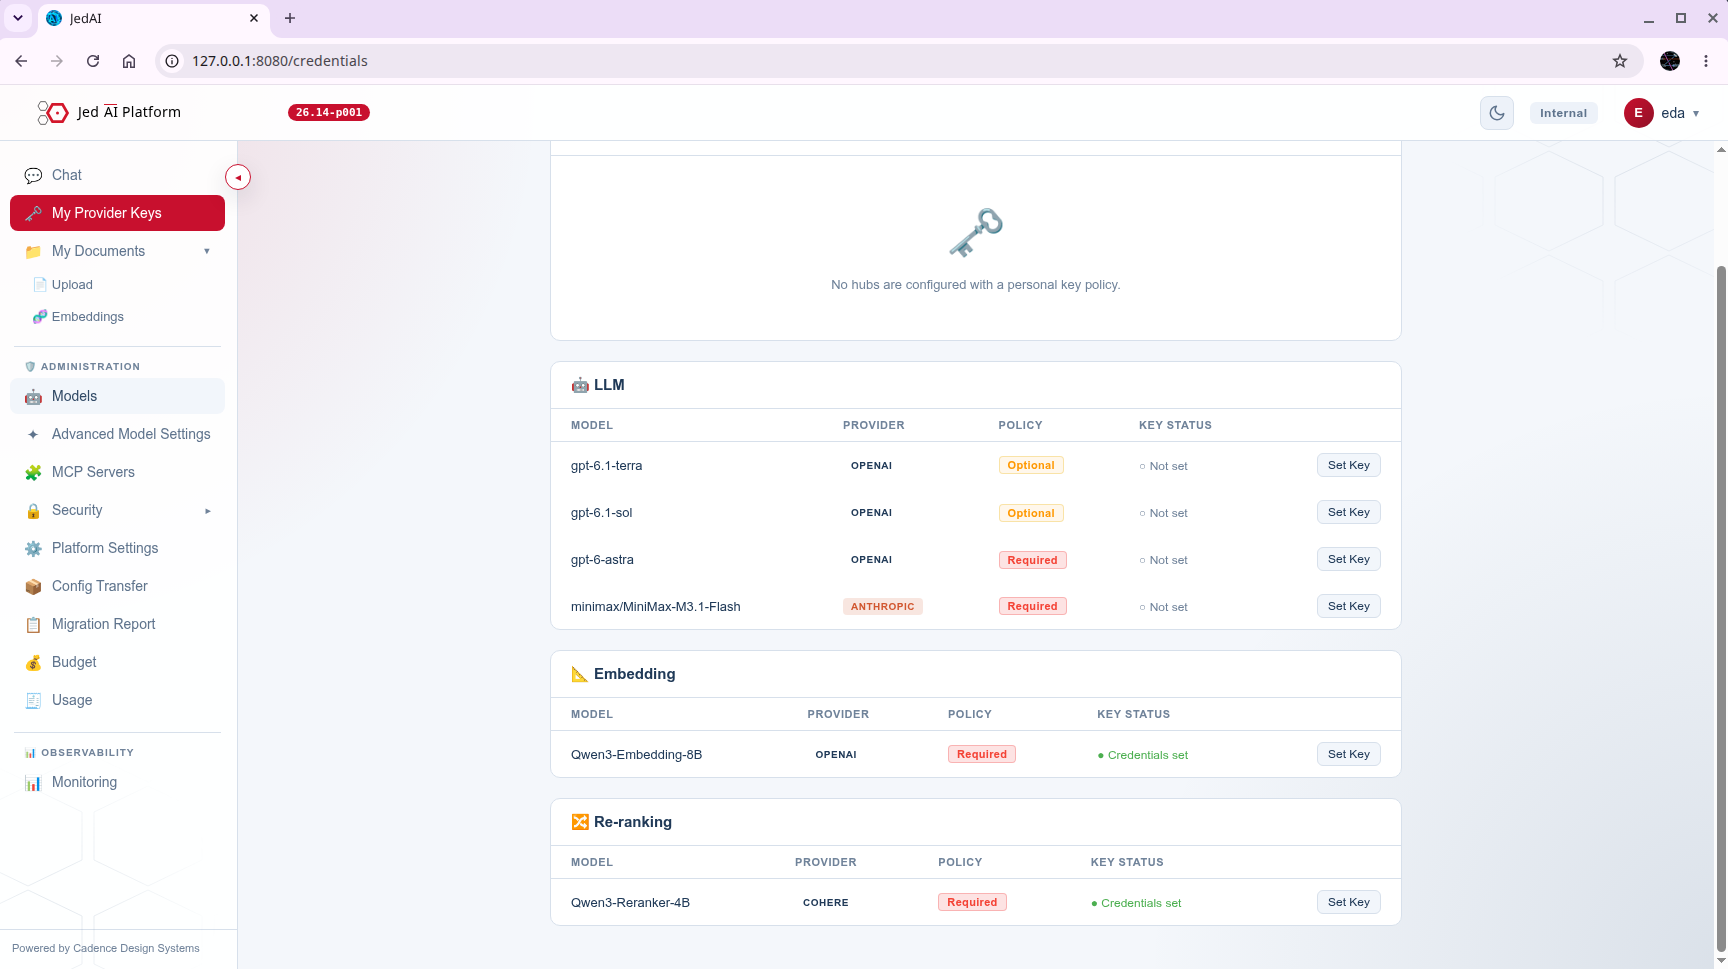 JedAI
127.0.0.1:8080/credentials
Jed AI Platform
26.14-p001
Internal
E
eda
Chat
My Provider Keys
My Documents
Upload
Embeddings
ADMINISTRATION
Models
Advanced Model Settings
MCP Servers
Security
Platform Settings
Config Transfer
Migration Report
Budget
Usage
OBSERVABILITY
Monitoring
Powered by Cadence Design Systems
No hubs are configured with a personal key policy.
LLM
MODEL PROVIDER POLICY KEY STATUS
gpt-6.1-terra OPENAI Optional ○ Not set Set Key
gpt-6.1-sol OPENAI Optional ○ Not set Set Key
gpt-6-astra OPENAI Required ○ Not set Set Key
minimax/MiniMax-M3.1-Flash ANTHROPIC Required ○ Not set Set Key
Embedding
MODEL PROVIDER POLICY KEY STATUS
Qwen3-Embedding-8B OPENAI Required ● Credentials set Set Key
Re-ranking
MODEL PROVIDER POLICY KEY STATUS
Qwen3-Reranker-4B COHERE Required ● Credentials set Set Key